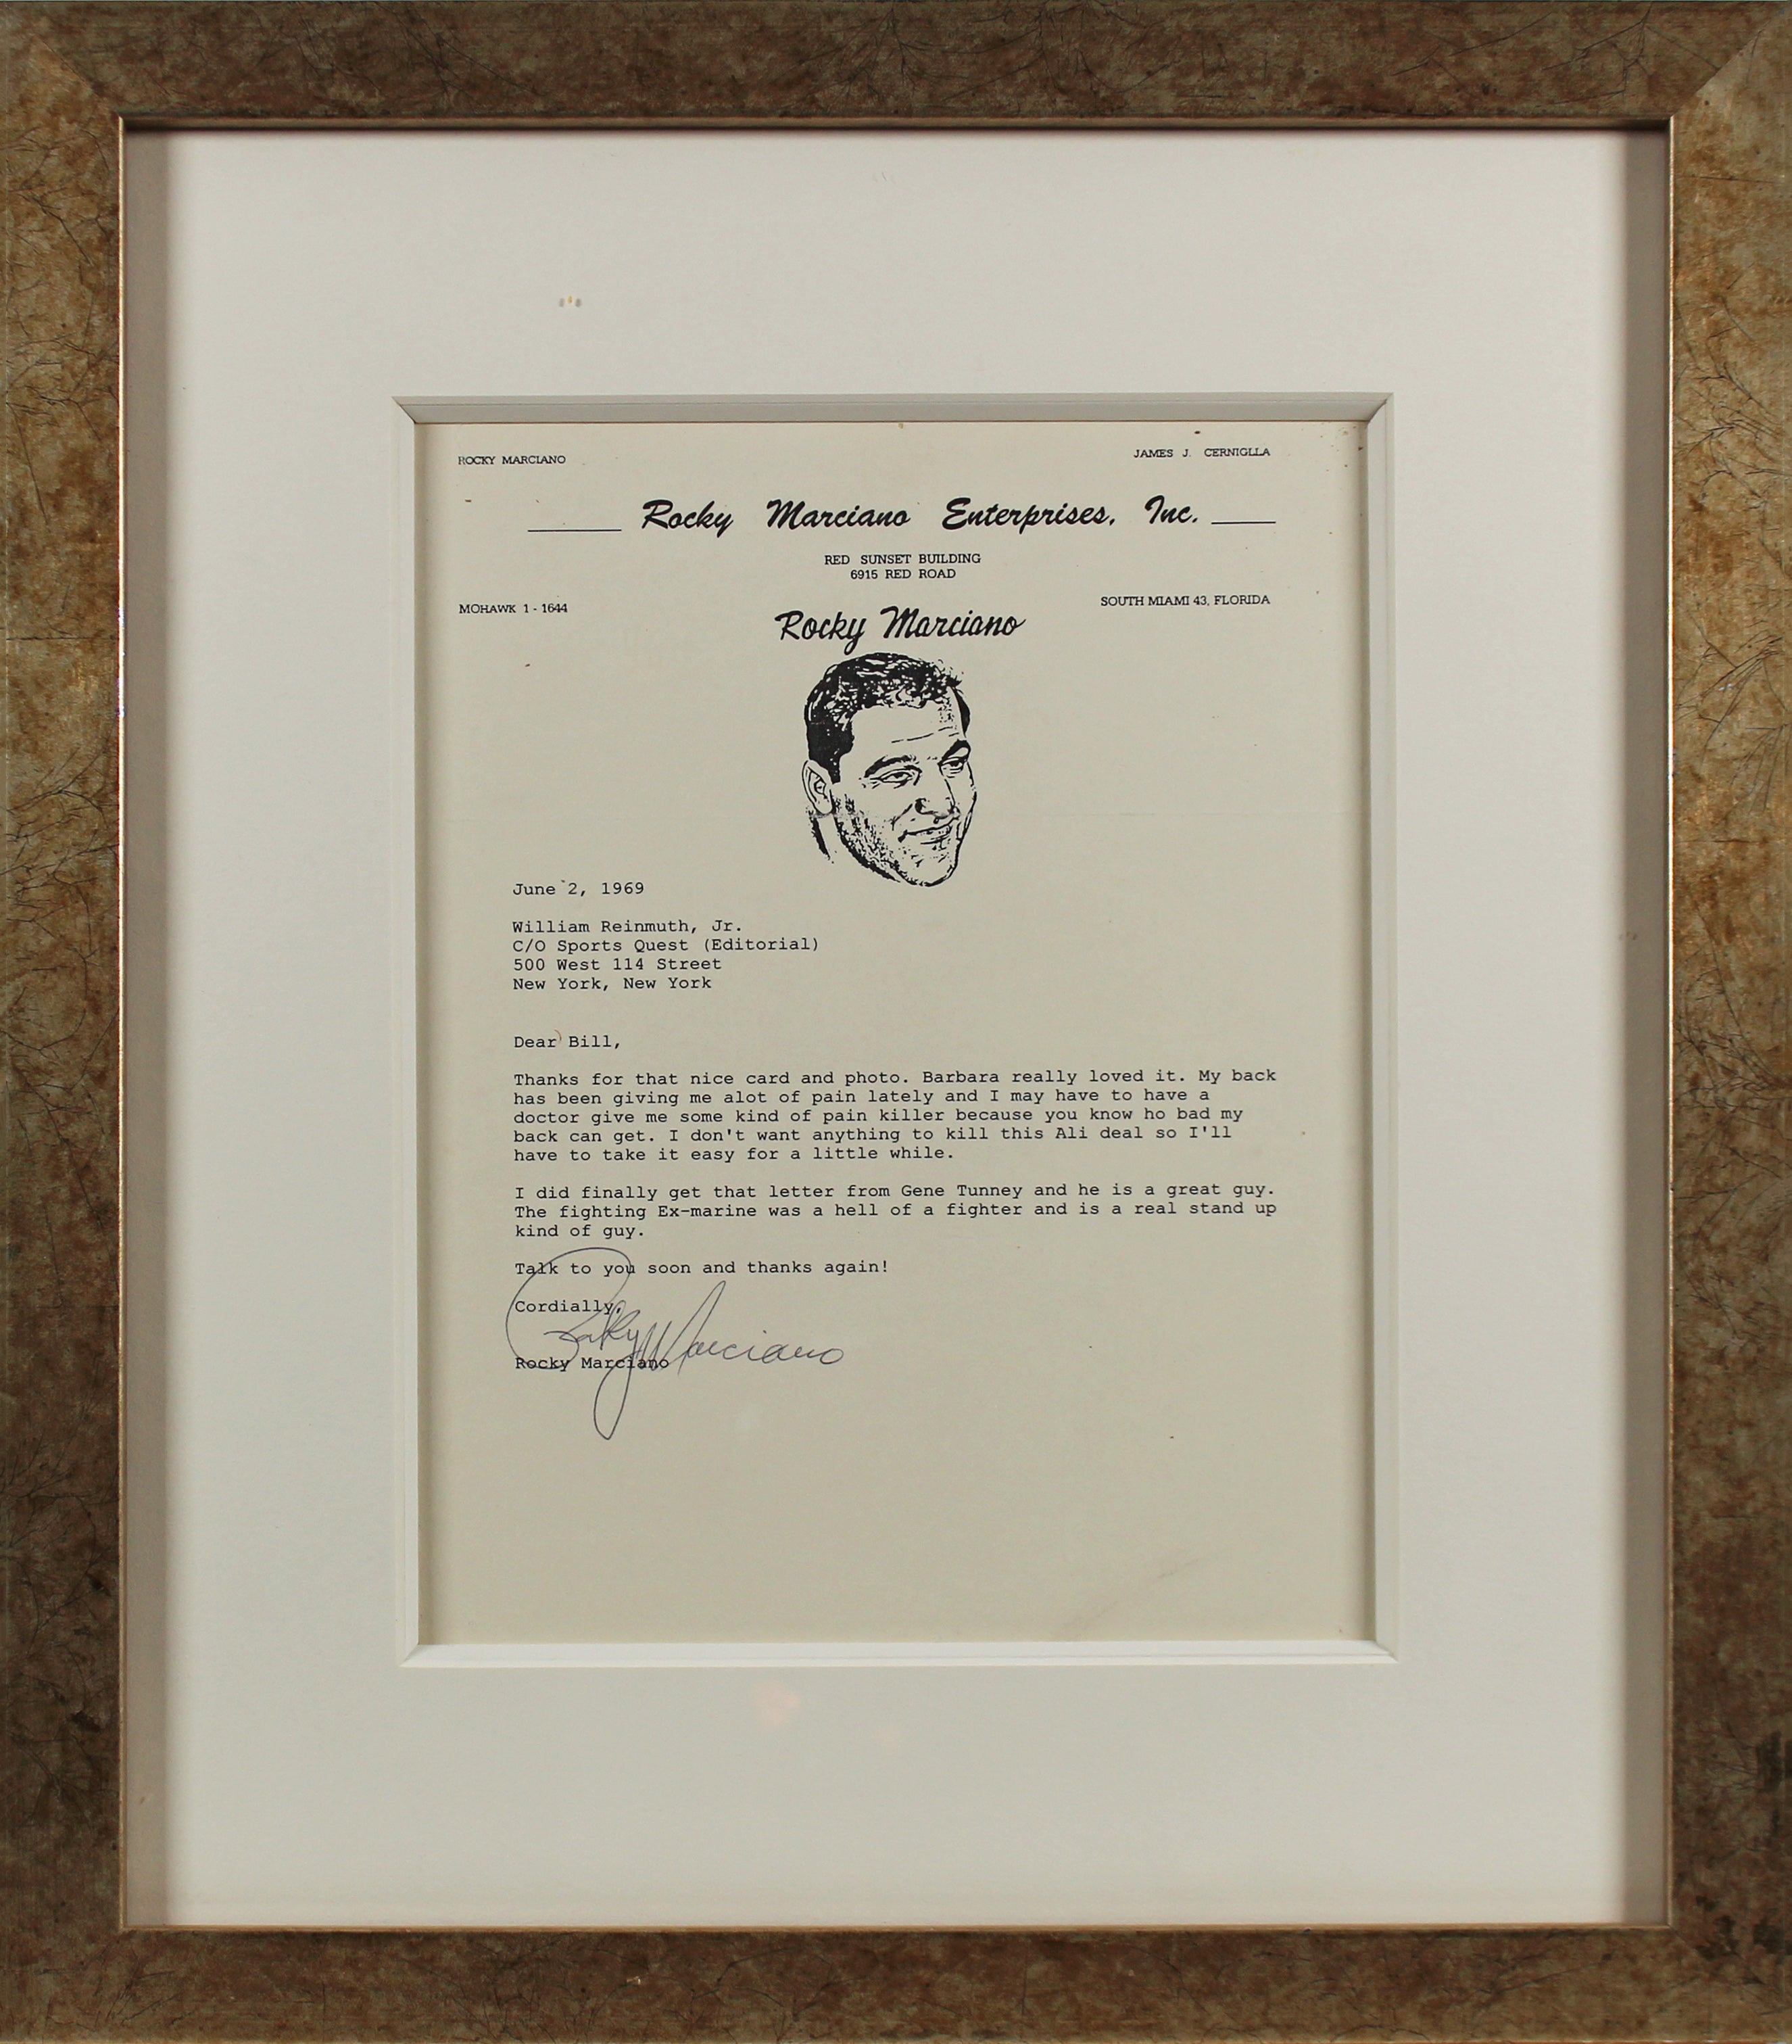 ROCKY MARCIANO
JAMES J. CERNIGLLA
Rocky Marciano Enterprises, Inc.
RED SUNSET BUILDING
6915 RED ROAD
MOHAWK 1 - 1644
SOUTH MIAMI 43, FLORIDA
Rocky Marciano
June 2, 1969
William Reinmuth, Jr.
C/O Sports Quest (Editorial)
500 West 114 Street
New York, New York
Dear Bill,
Thanks for that nice card and photo. Barbara really loved it. My back
has been giving me alot of pain lately and I may have to have a
doctor give me some kind of pain killer because you know ho bad my
back can get. I don't want anything to kill this Ali deal so I'll
have to take it easy for a little while.
I did finally get that letter from Gene Tunney and he is a great guy.
The fighting Ex-marine was a hell of a fighter and is a real stand up
kind of guy.
Talk to you soon and thanks again!
Cordially,
Rocky Marciano
Rocky Marciano